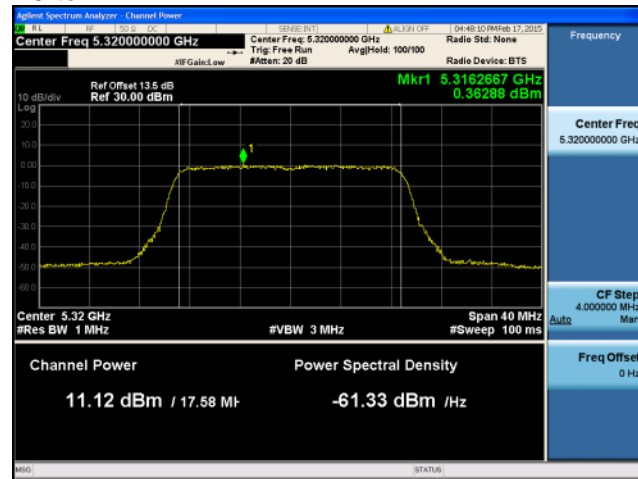 Agilent Spectrum Analyzer - Channel Power
RL RF 50 Ω DC SENSE:INT ALIGN OFF 04:48:10 PM Feb 17, 2015
Center Freq 5.320000000 GHz Center Freq: 5.320000000 GHz Radio Std: None
Trig: Free Run Avg|Hold: 100/100
#IFGain:Low #Atten: 20 dB Radio Device: BTS
Frequency
Ref Offset 13.5 dB Mkr1 5.3162667 GHz
10 dB/div Ref 30.00 dBm 0.36288 dBm
Log
20.0
10.0
1
0.00
-10.0
-20.0
-30.0
-40.0
-50.0
-60.0
Center Freq
5.320000000 GHz
Center 5.32 GHz Span 40 MHz
#Res BW 1 MHz #VBW 3 MHz #Sweep 100 ms
CF Step
4.000000 MHz
Auto Man
Channel Power Power Spectral Density
11.12 dBm / 17.58 MH -61.33 dBm /Hz
Freq Offset
0 Hz
MSG STATUS